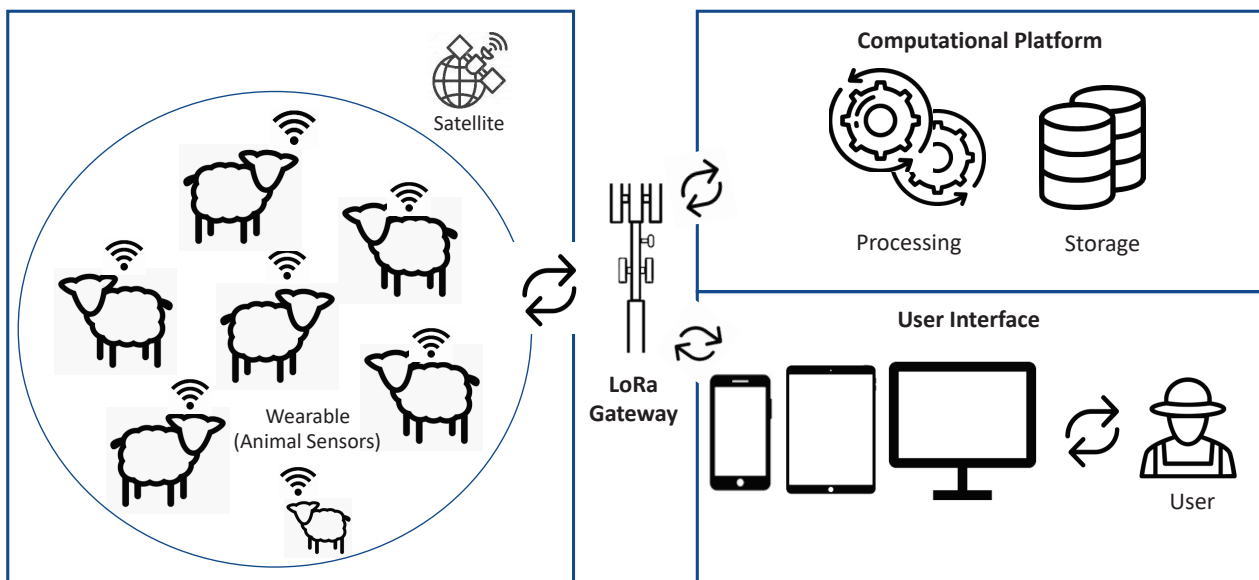 Satellite
Wearable
(Animal Sensors)
LoRa
Gateway
Computational Platform
Processing
Storage
User Interface
User